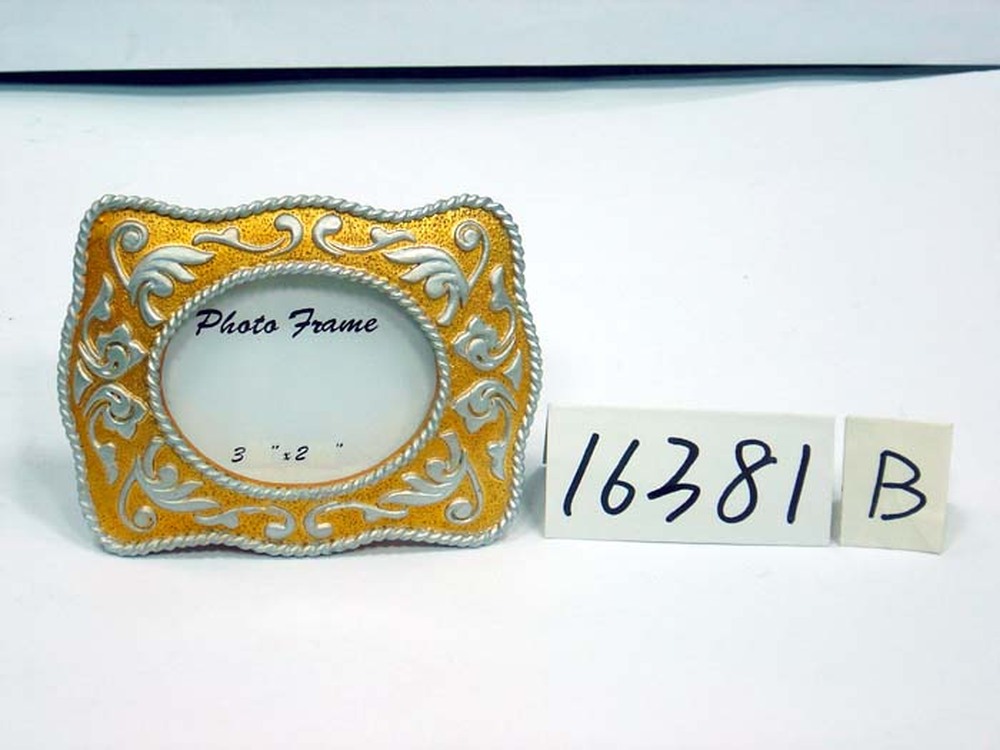 Photo Frame
3 "x2 "
16381 B